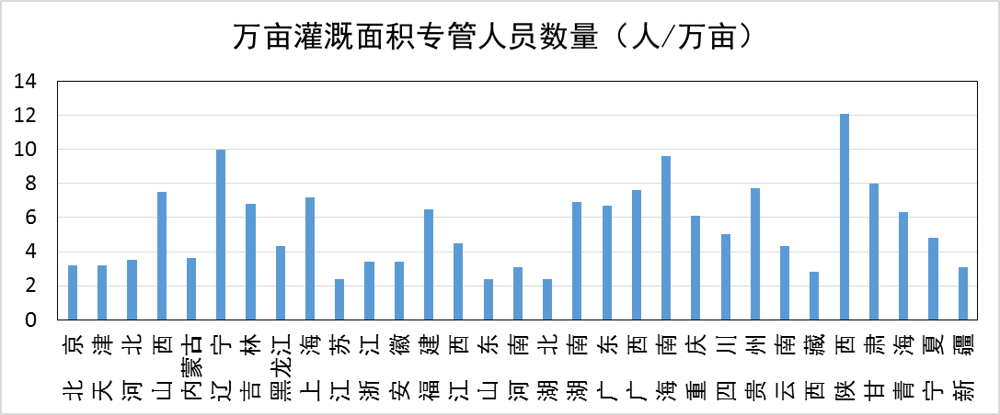 万亩灌溉面积专管人员数量（人/万亩）
14
12
10
8
6
4
2
0
北京
天津
河北
山西
内蒙古
辽宁
吉林
黑龙江
上海
江苏
浙江
安徽
福建
江西
山东
河南
湖北
湖南
广东
广西
海南
重庆
四川
贵州
云南
西藏
陕西
甘肃
青海
宁夏
新疆